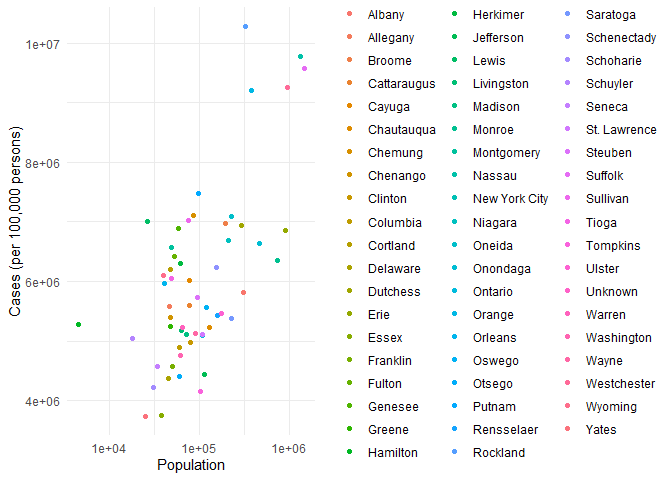 1e+07
8e+06
6e+06
4e+06
Cases (per 100,000 persons)
1e+04 1e+05 1e+06
Population
Albany
Allegany
Broome
Cattaraugus
Cayuga
Chautauqua
Chemung
Chenango
Clinton
Columbia
Cortland
Delaware
Dutchess
Erie
Essex
Franklin
Fulton
Genesee
Greene
Hamilton
Herkimer
Jefferson
Lewis
Livingston
Madison
Monroe
Montgomery
Nassau
New York City
Niagara
Oneida
Onondaga
Ontario
Orange
Orleans
Oswego
Otsego
Putnam
Rensselaer
Rockland
Saratoga
Schenectady
Schoharie
Schuyler
Seneca
St. Lawrence
Steuben
Suffolk
Sullivan
Tioga
Tompkins
Ulster
Unknown
Warren
Washington
Wayne
Westchester
Wyoming
Yates